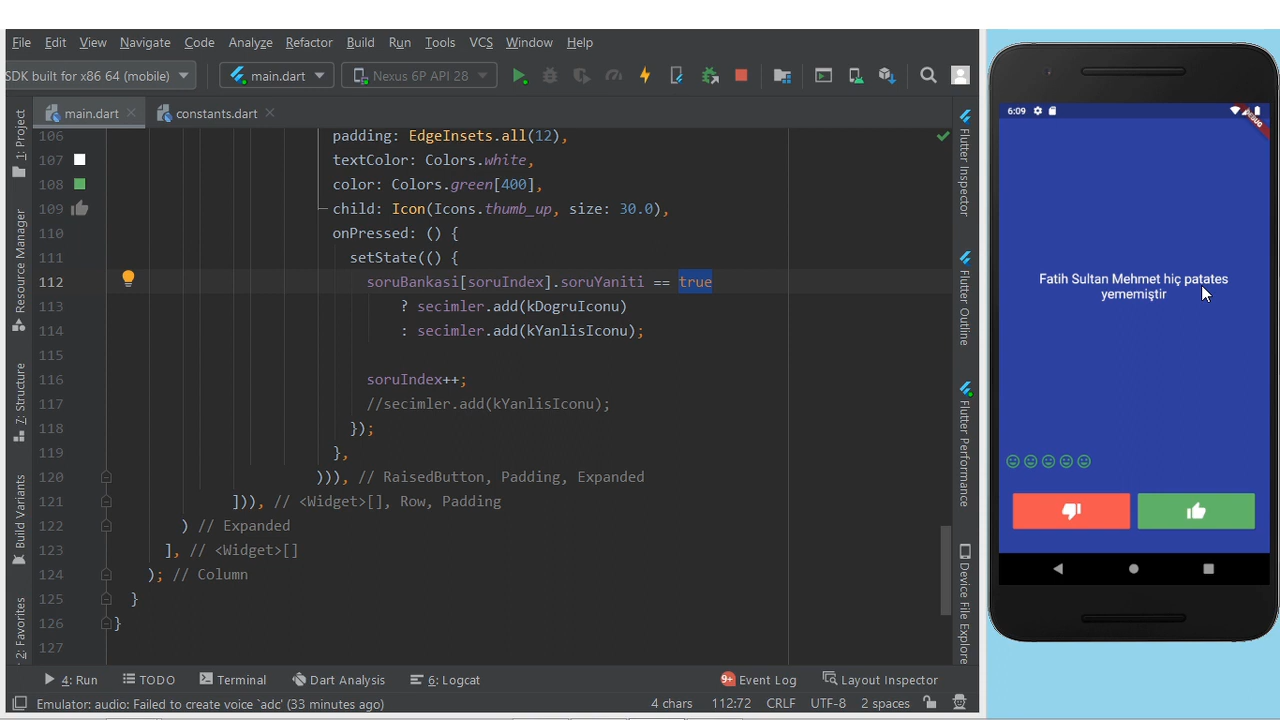 File Edit View Navigate Code Analyze Refactor Build Run Tools VCS Window Help
SDK built for x86 64 (mobile) main.dart Nexus 6P API 28
main.dart constants.dart
106 padding: EdgeInsets.all(12),
107 textColor: Colors.white,
108 color: Colors.green[400],
109 child: Icon(Icons.thumb_up, size: 30.0),
110 onPressed: () {
111 setState(() {
112 soruBankasi[soruIndex].soruYaniti == true
113 ? secimler.add(kDogruIconu)
114 : secimler.add(kYanlisIconu);
115
116 soruIndex++;
117 //secimler.add(kYanlisIconu);
118 });
119 },
120 ))), // RaisedButton, Padding, Expanded
121 ])), // <Widget>[], Row, Padding
122 ) // Expanded
123 ], // <Widget>[]
124 ); // Column
125 }
126 }
127
1: Project
Resource Manager
Z: Structure
Build Variants
2: Favorites
Flutter Inspector
Flutter Outline
Flutter Performance
Device File Explore
4: Run TODO Terminal Dart Analysis 6: Logcat 9+ Event Log Layout Inspector
Emulator: audio: Failed to create voice `adc' (33 minutes ago) 4 chars 112:72 CRLF UTF-8 2 spaces
6:09
DEBUG
Fatih Sultan Mehmet hiç patates
yememiştir